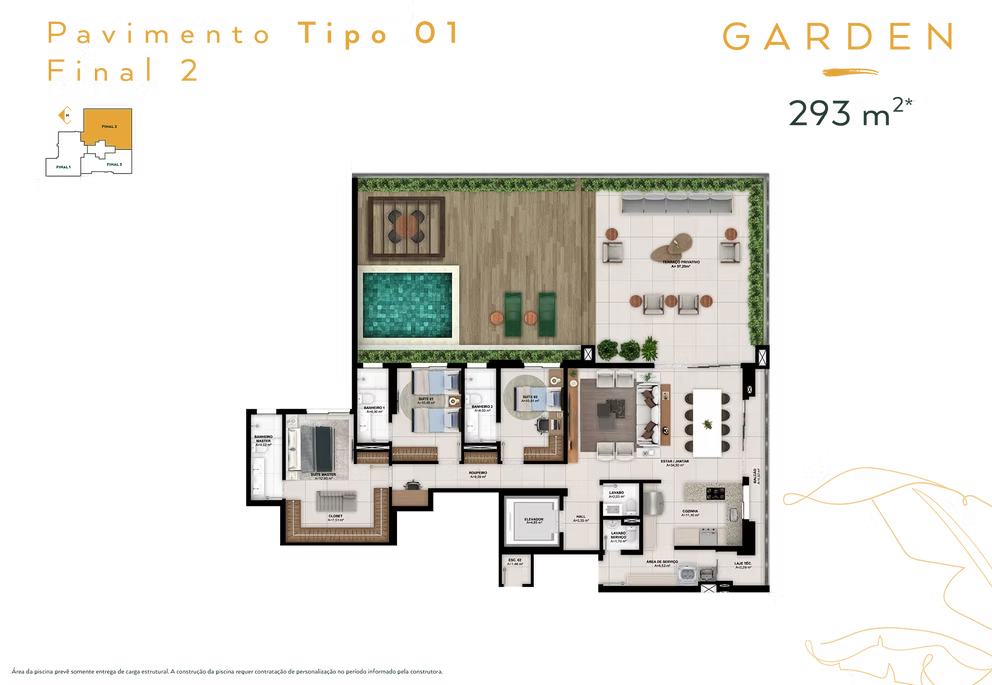 Pavimento Tipo 01
Final 2
GARDEN
293 m²*
FINAL 2
FINAL 1
FINAL 3
TERRAÇO PRIVATIVO
BANHEIRO 1
SUÍTE 01
BANHEIRO 2
SUÍTE 02
BANHEIRO
MASTER
SUÍTE MASTER
CLOSET
ROUPEIRO
ESTAR / JANTAR
BALCÃO
LAVABO
COZINHA
ELEVADOR
HALL
LAVABO
SERVIÇO
ESC. 02
ÁREA DE SERVIÇO
LAJE TÉC.
Área da piscina prevê somente entrega de carga estrutural. A construção da piscina requer contratação de personalização no período informado pela construtora.